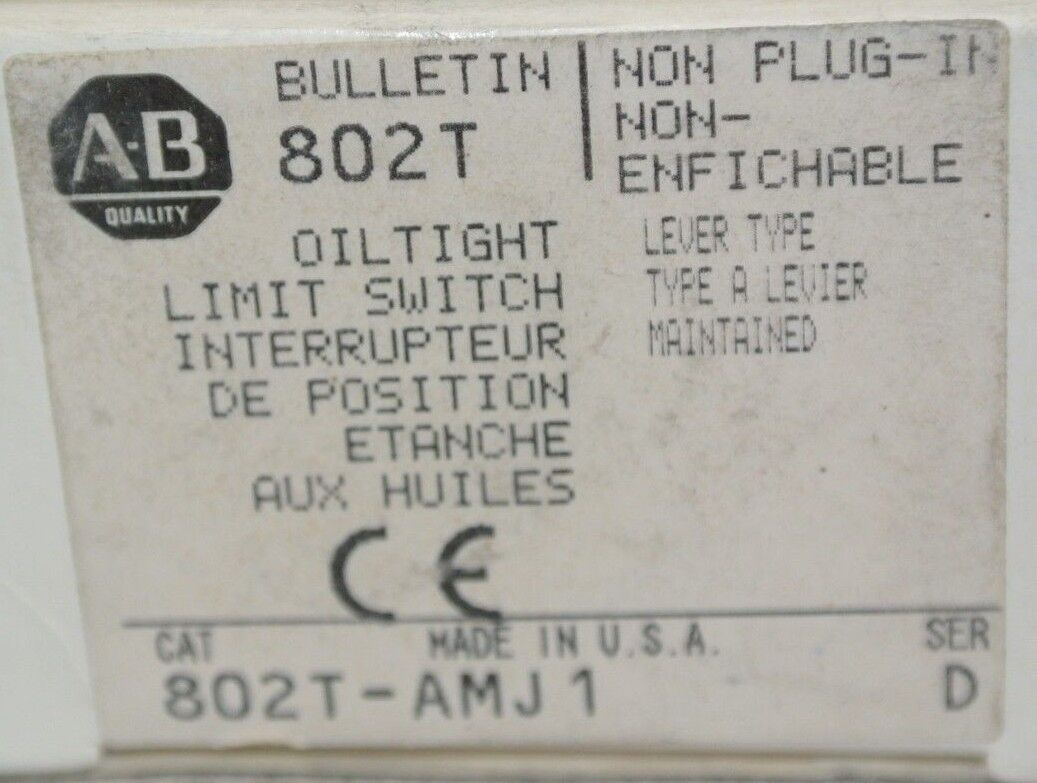 A-B
QUALITY
BULLETIN
802T
NON PLUG-IN
NON-
ENFICHABLE
OILTIGHT
LIMIT SWITCH
INTERRUPTEUR
DE POSITION
ETANCHE
AUX HUILES
LEVER TYPE
TYPE A LEVIER
MAINTAINED
CE
CAT MADE IN U.S.A. SER
802T-AMJ1 D